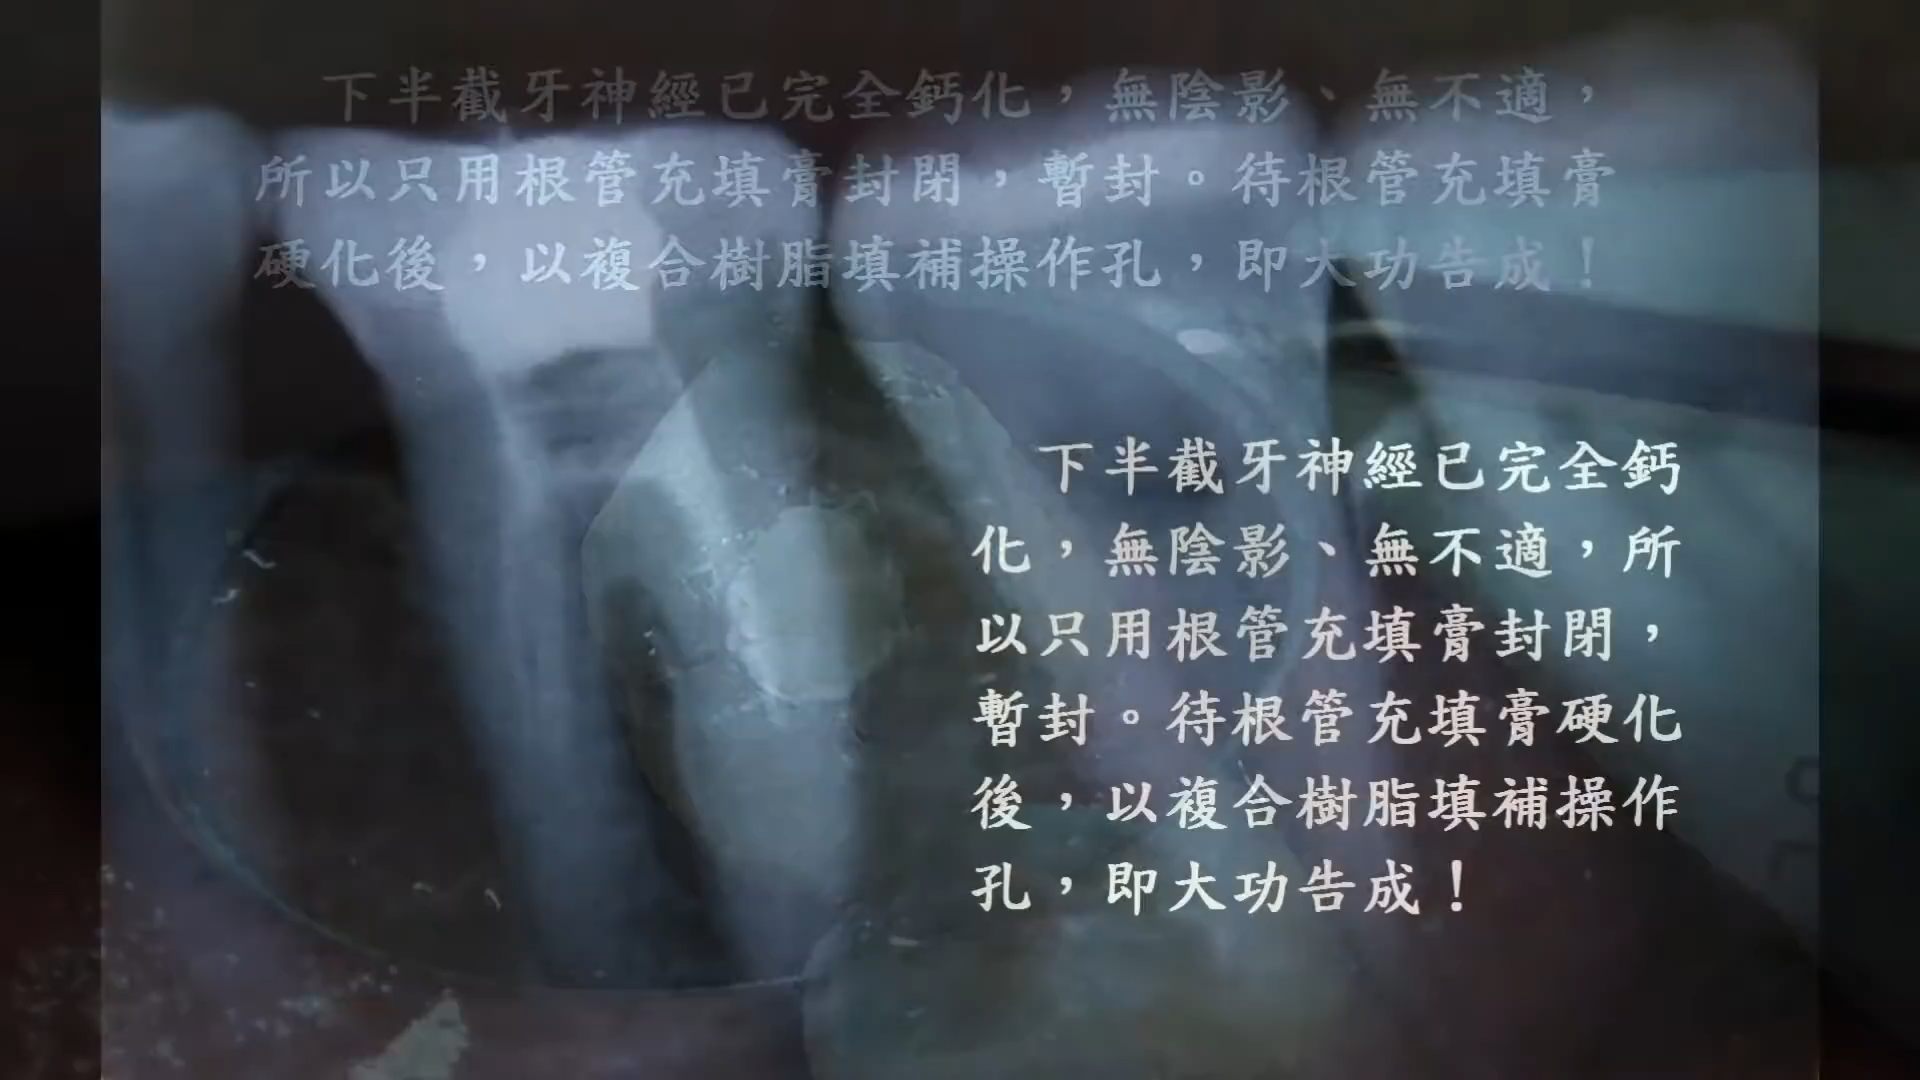 下半截牙神經已完全鈣化，無陰影、無不適，
所以只用根管充填膏封閉，暫封。待根管充填膏
硬化後，以複合樹脂填補操作孔，即大功告成！
下半截牙神經已完全鈣
化，無陰影、無不適，所
以只用根管充填膏封閉，
暫封。待根管充填膏硬化
後，以複合樹脂填補操作
孔，即大功告成！